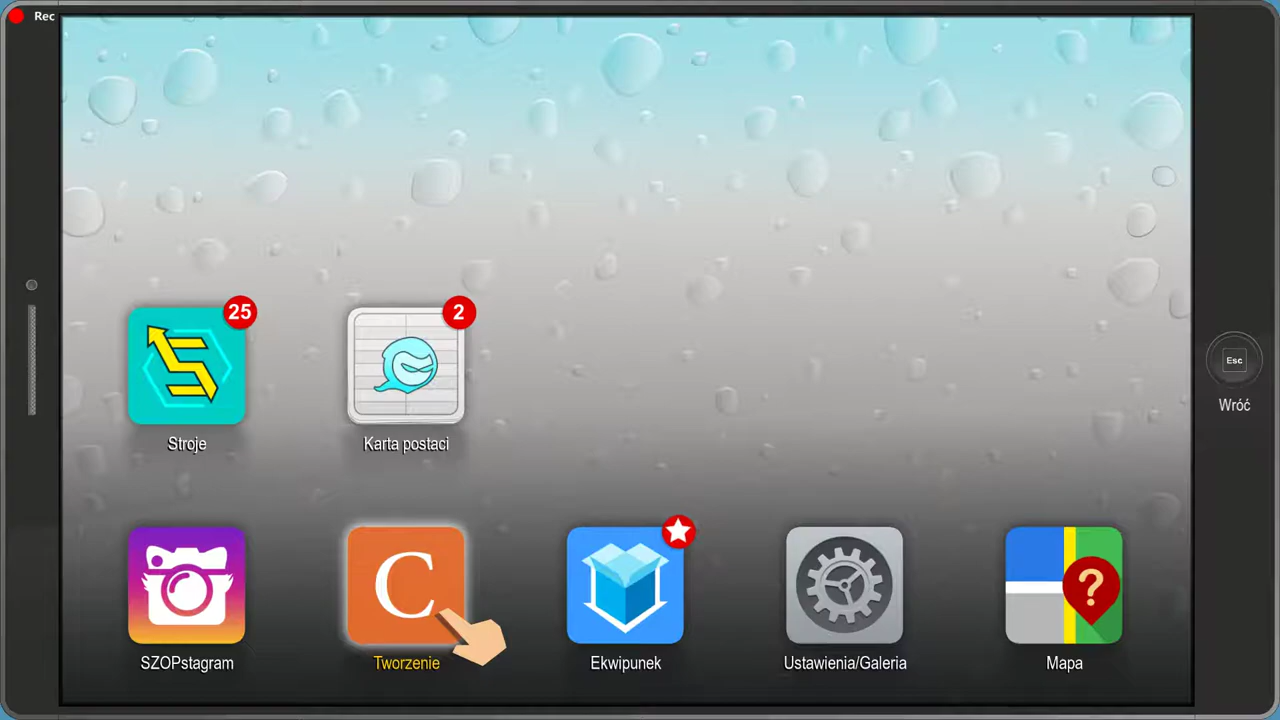 Rec
25
2
Stroje
Karta postaci
Esc
Wróć
C
?
SZOPstagram
Tworzenie
Ekwipunek
Ustawienia/Galeria
Mapa